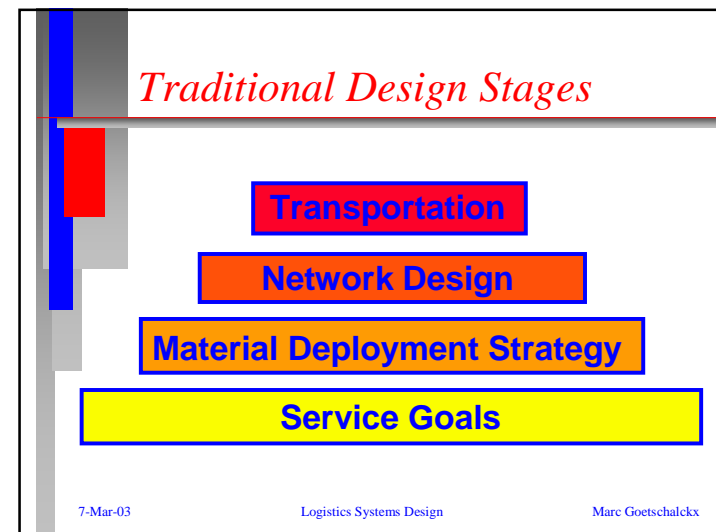 Traditional Design Stages
Transportation
Network Design
Material Deployment Strategy
Service Goals
7-Mar-03 Logistics Systems Design Marc Goetschalckx